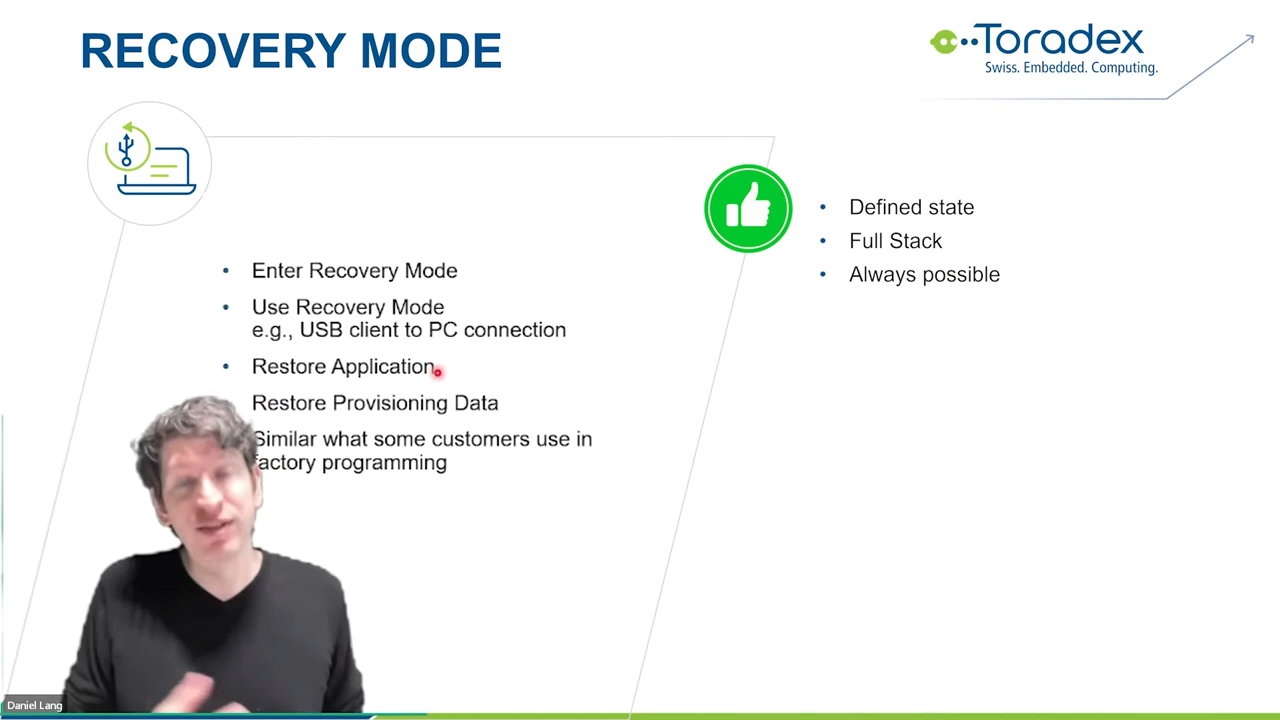 RECOVERY MODE
Toradex
Swiss. Embedded. Computing.
Enter Recovery Mode
Use Recovery Mode
e.g., USB client to PC connection
Restore Application
Restore Provisioning Data
Similar what some customers use in
factory programming
Defined state
Full Stack
Always possible
Daniel Lang